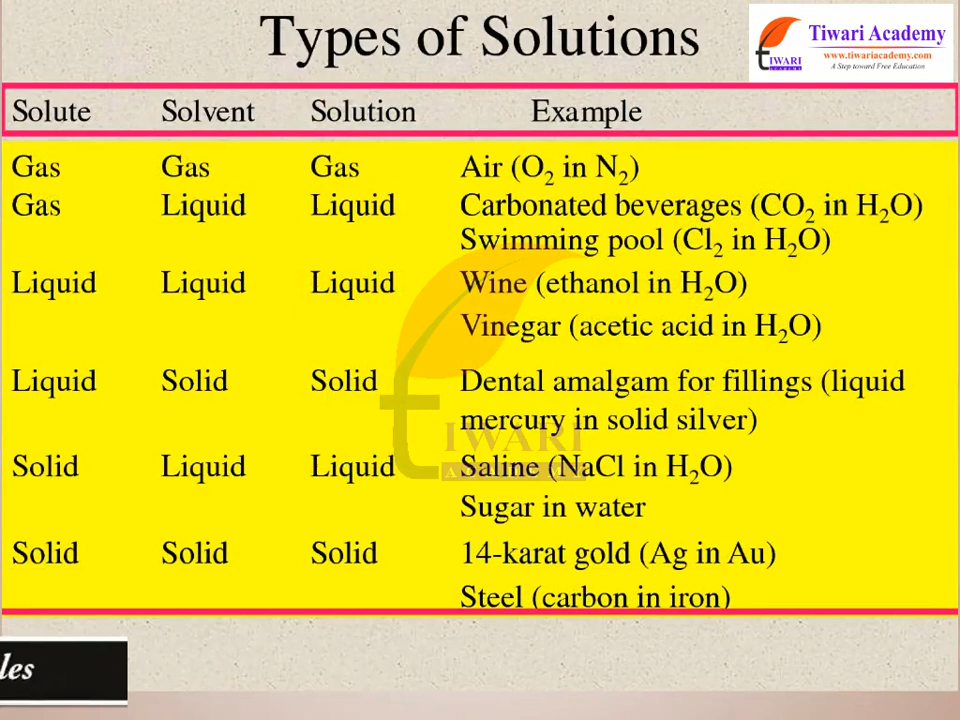 Types of Solutions
Tiwari Academy
www.tiwariacademy.com
A Step toward Free Education
IWARI
ACADEMY
Solute Solvent Solution Example
Gas Gas Gas Air (O₂ in N₂)
Gas Liquid Liquid Carbonated beverages (CO₂ in H₂O)
Swimming pool (Cl₂ in H₂O)
Liquid Liquid Liquid Wine (ethanol in H₂O)
Vinegar (acetic acid in H₂O)
Liquid Solid Solid Dental amalgam for fillings (liquid
mercury in solid silver)
IWARI
Solid Liquid Liquid Saline (NaCl in H₂O)
Sugar in water
Solid Solid Solid 14-karat gold (Ag in Au)
Steel (carbon in iron)
les